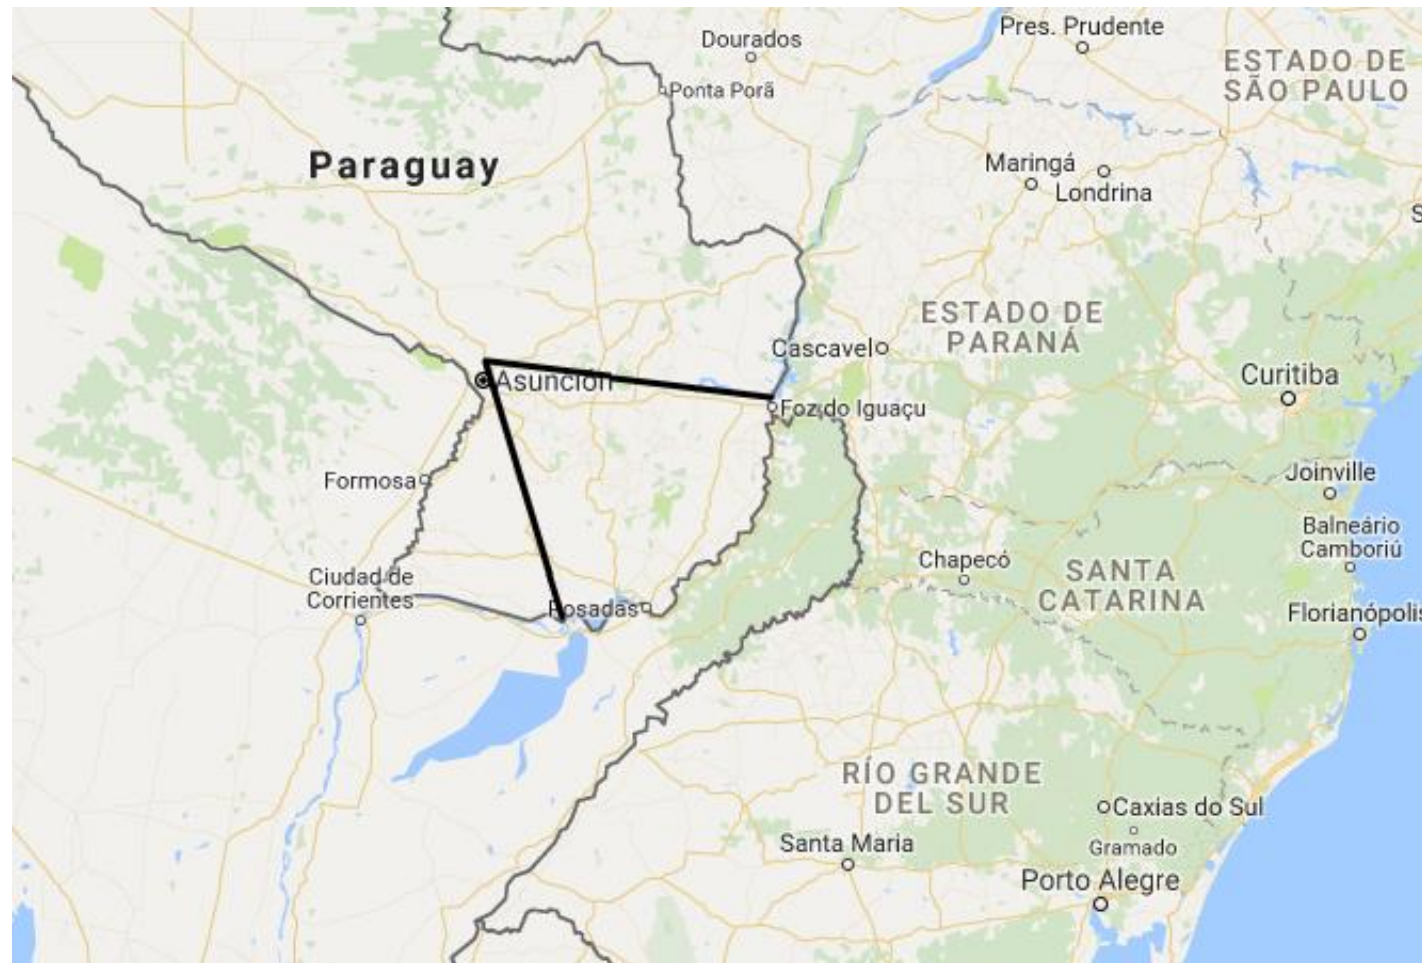 Pres. Prudente
Dourados
ESTADO DE
SÃO PAULO
Ponta Porã
Paraguay
Maringá
Londrina
S
ESTADO DE
PARANÁ
Cascavel
Curitiba
Asunción
Foz do Iguaçu
Formosa
Joinville
Balneário
Camboriú
Chapecó
SANTA
CATARINA
Ciudad de
Corrientes
Posadas
Florianópolis
RÍO GRANDE
DEL SUR
Caxias do Sul
Santa Maria
Gramado
Porto Alegre